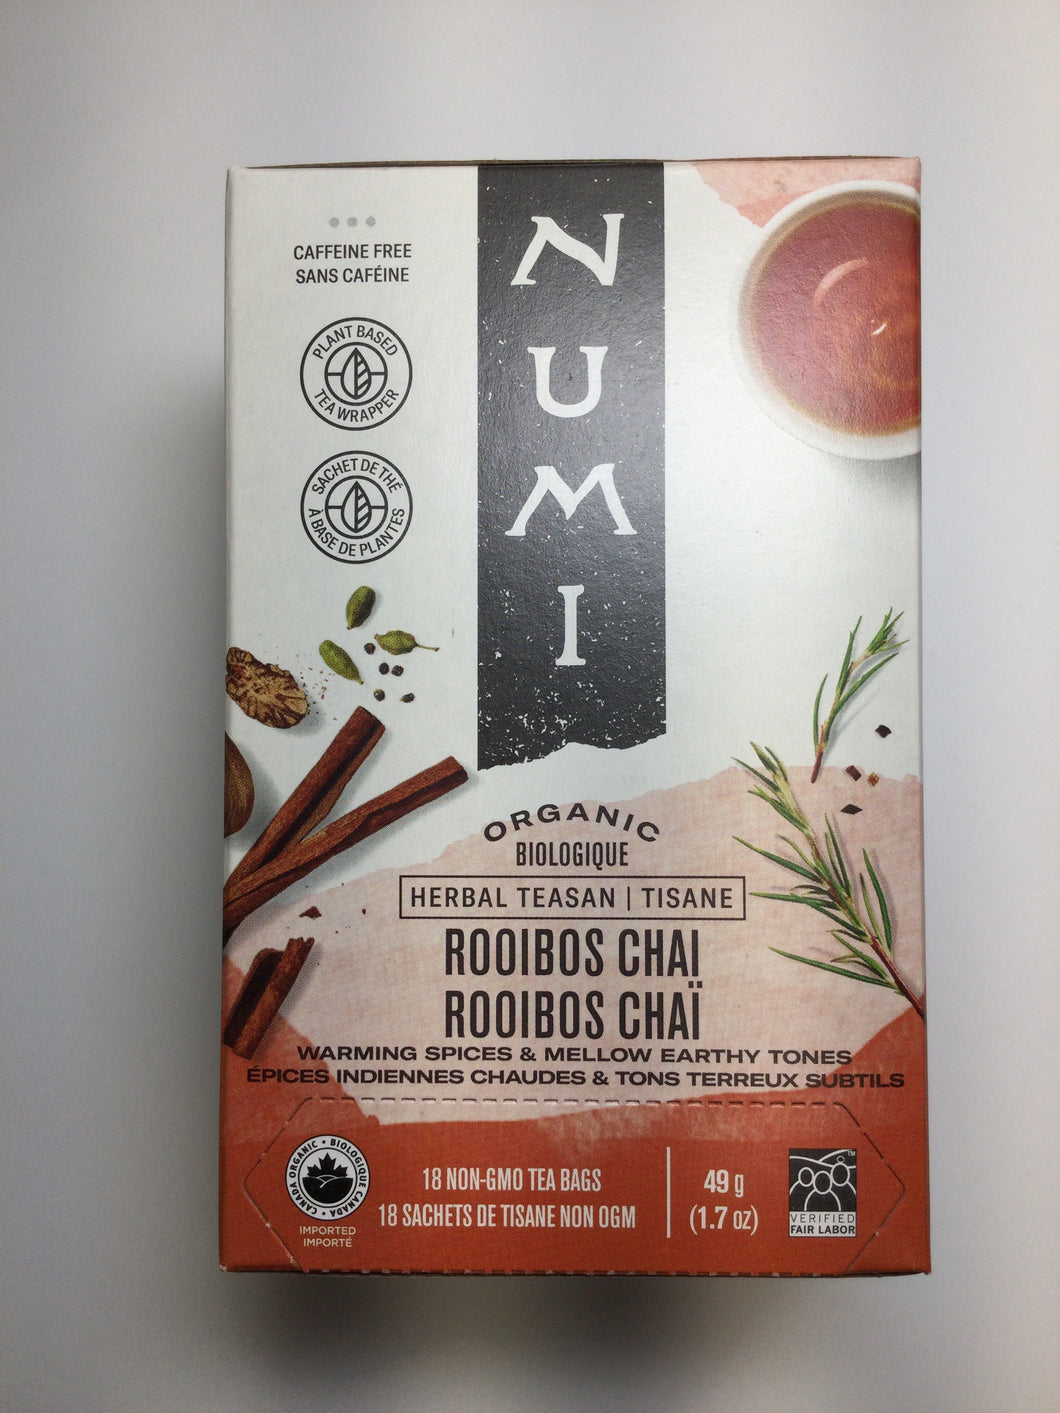 NUMI
CAFFEINE FREE
SANS CAFÉINE
PLANT BASED
TEA WRAPPER
SACHET DE THÉ
À BASE DE PLANTES
ORGANIC
BIOLOGIQUE
HERBAL TEASAN | TISANE
ROOIBOS CHAI
ROOIBOS CHAÏ
WARMING SPICES & MELLOW EARTHY TONES
ÉPICES INDIENNES CHAUDES & TONS TERREUX SUBTILS
CANADA ORGANIC • BIOLOGIQUE CANADA •
IMPORTED
IMPORTÉ
18 NON-GMO TEA BAGS
18 SACHETS DE TISANE NON OGM
49 g
(1.7 OZ)
TM
VERIFIED
FAIR LABOR